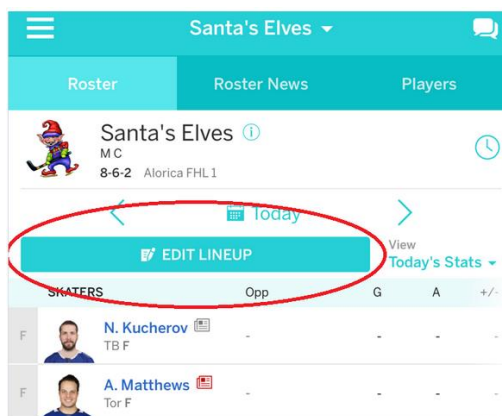 Santa's Elves
Roster Roster News Players
Santa's Elves
M C
8-6-2 Alorica FHL 1
Today
EDIT LINEUP
View
Today's Stats
SKATERS Opp G A +/-
F N. Kucherov - - - -
TB F
F A. Matthews - - - -
Tor F